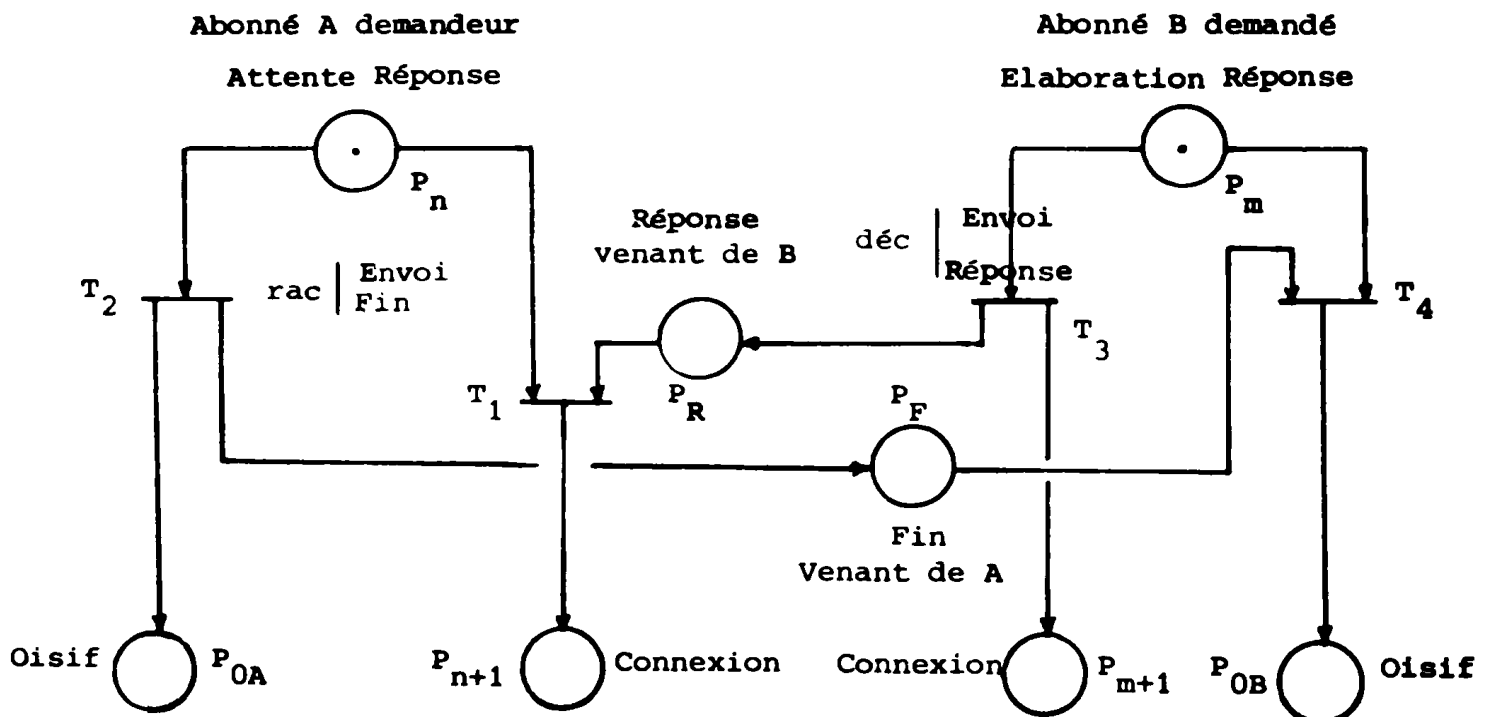 Abonné A demandeur
Attente Réponse
Abonné B demandé
Elaboration Réponse
P_n
P_m
Réponse
venant de B
déc | Envoi
Réponse
T_2
rac | Envoi
Fin
T_4
T_3
T_1
P_R
P_F
Fin
Venant de A
Oisif P_0A
P_n+1 Connexion
Connexion P_m+1
P_0B Oisif